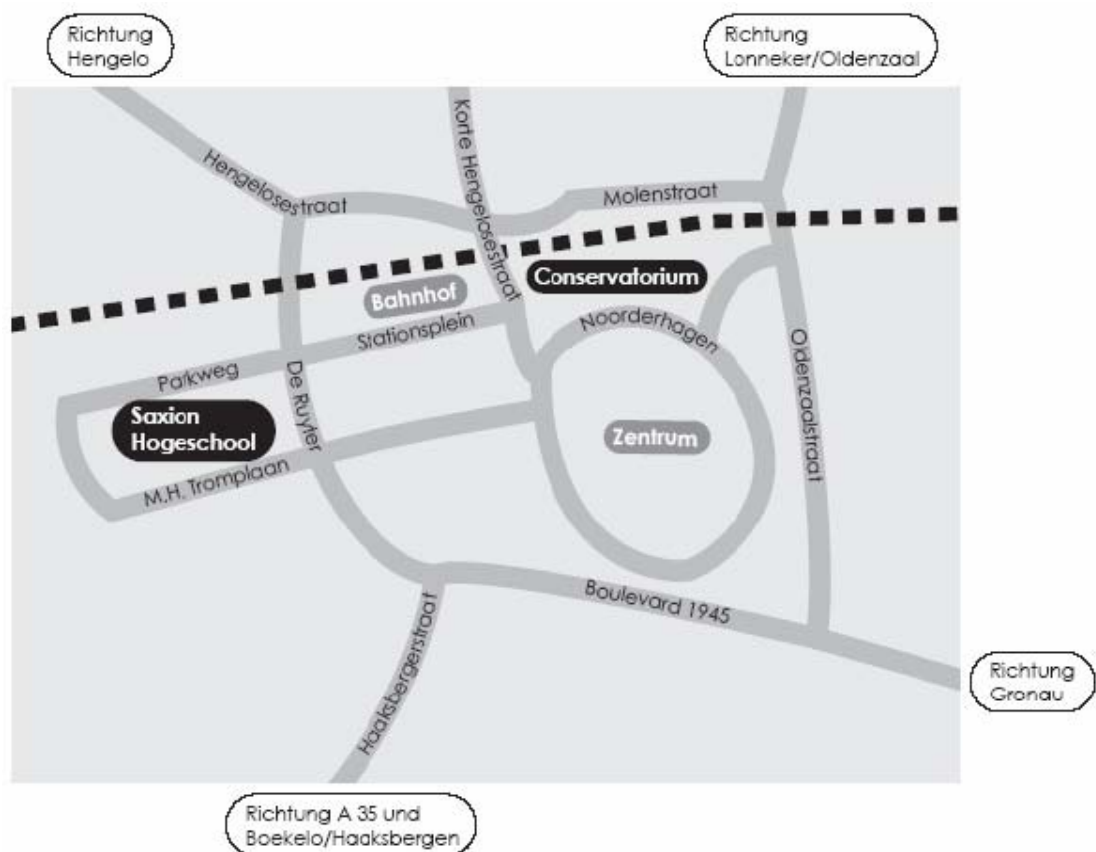 Richtung
Hengelo
Richtung
Lonneker/Oldenzaal
Hengelosestraat
Korte Hengelosestraat
Molenstraat
Conservatorium
Bahnhof
Stationsplein
Noorderhagen
Parkweg
De Ruyter
Oldenzaalstraat
Saxion
Hogeschool
Zentrum
M.H. Tromplaan
Boulevard 1945
Haaksbergerstraat
Richtung
Gronau
Richtung A 35 und
Boekelo/Haaksbergen